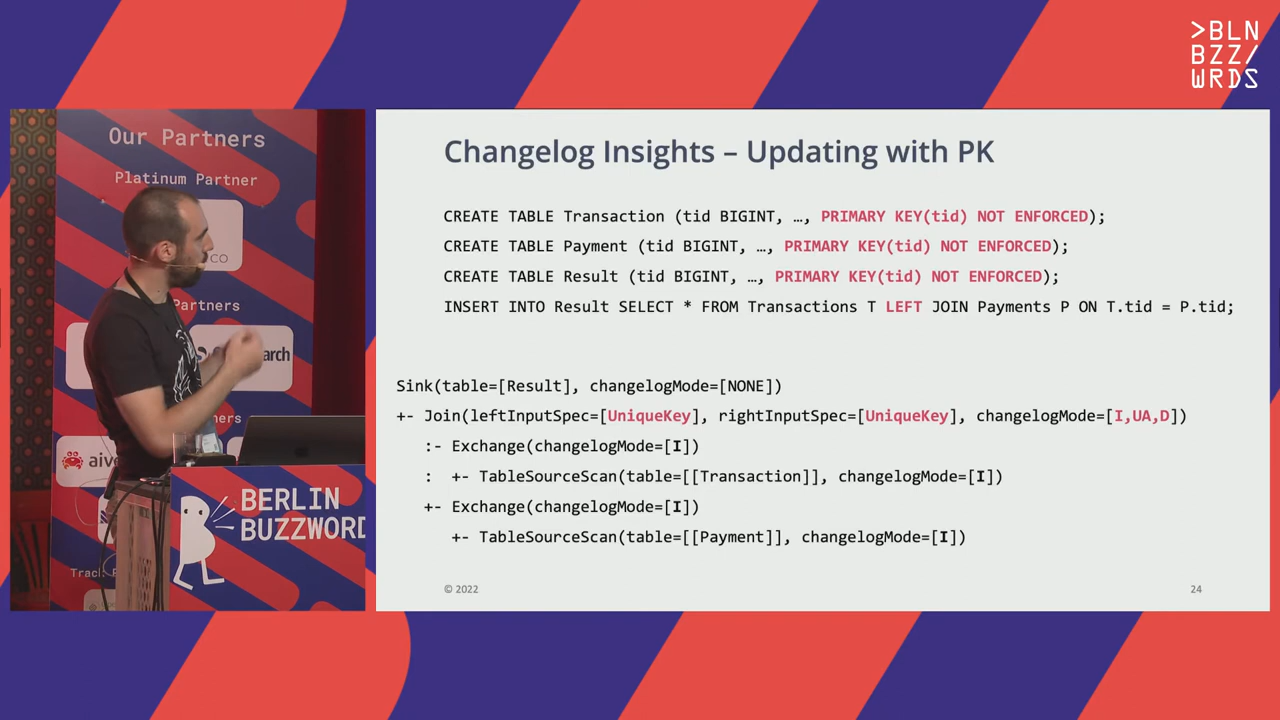 >BLN
BZZ/
WRDS
Our Partners
Platinum Partner
CO
Partners
arch
ers
aive
BERLIN
BUZZWORD
Changelog Insights – Updating with PK
CREATE TABLE Transaction (tid BIGINT, …, PRIMARY KEY(tid) NOT ENFORCED);
CREATE TABLE Payment (tid BIGINT, …, PRIMARY KEY(tid) NOT ENFORCED);
CREATE TABLE Result (tid BIGINT, …, PRIMARY KEY(tid) NOT ENFORCED);
INSERT INTO Result SELECT * FROM Transactions T LEFT JOIN Payments P ON T.tid = P.tid;
Sink(table=[Result], changelogMode=[NONE])
+- Join(leftInputSpec=[UniqueKey], rightInputSpec=[UniqueKey], changelogMode=[I,UA,D])
:- Exchange(changelogMode=[I])
: +- TableSourceScan(table=[[Transaction]], changelogMode=[I])
+- Exchange(changelogMode=[I])
+- TableSourceScan(table=[[Payment]], changelogMode=[I])
© 2022
24